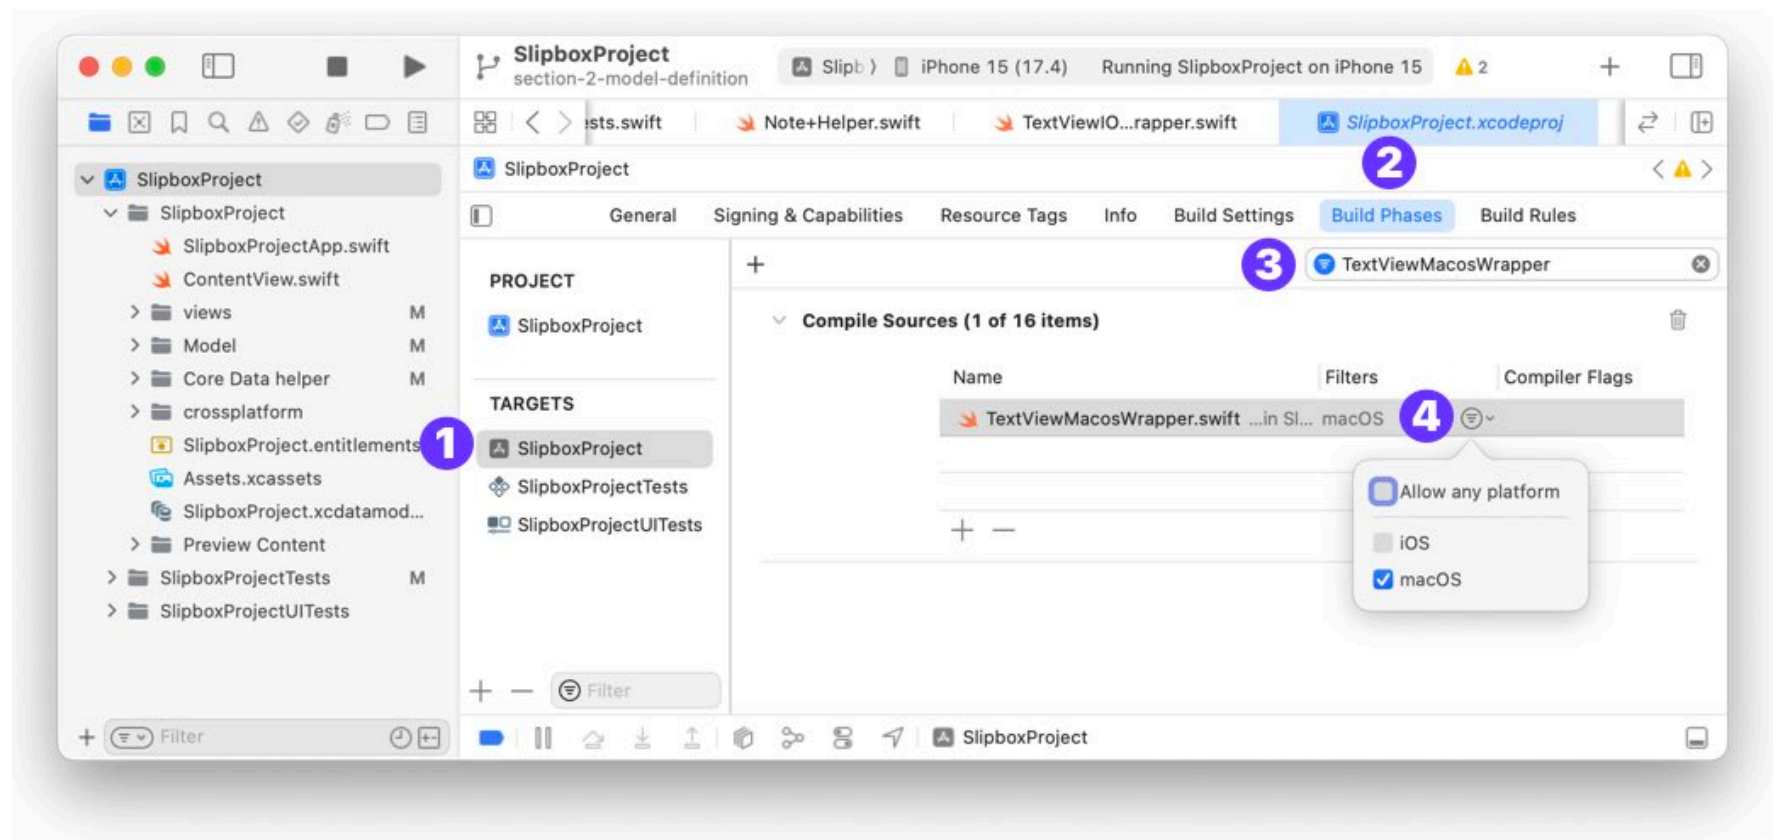 SlipboxProject
section-2-model-definition
Slipb
iPhone 15 (17.4)
Running SlipboxProject on iPhone 15
2
sts.swift
Note+Helper.swift
TextViewIO...rapper.swift
SlipboxProject.xcodeproj
SlipboxProject
2
General
Signing & Capabilities
Resource Tags
Info
Build Settings
Build Phases
Build Rules
3
TextViewMacosWrapper
SlipboxProject
SlipboxProject
SlipboxProjectApp.swift
ContentView.swift
views M
Model M
Core Data helper M
crossplatform
SlipboxProject.entitlements
Assets.xcassets
SlipboxProject.xcdatamod...
Preview Content
SlipboxProjectTests M
SlipboxProjectUITests
Filter
PROJECT
SlipboxProject
TARGETS
1
SlipboxProject
SlipboxProjectTests
SlipboxProjectUITests
Filter
Compile Sources (1 of 16 items)
Name
Filters
Compiler Flags
TextViewMacosWrapper.swift ...in Sl... macOS
4
Allow any platform
iOS
macOS
SlipboxProject